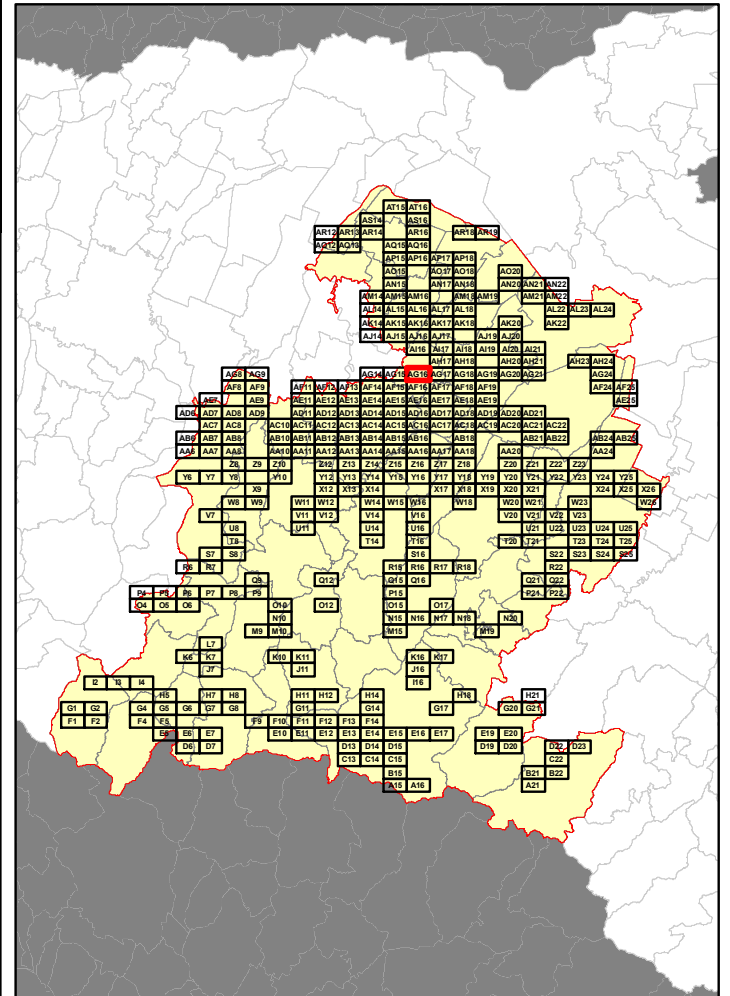 AT15 AT16
AS14 AS16
AR12 AR13 AR14 AR16 AR18 AR19
AQ12 AQ13 AQ15 AQ16
AP15 AP16 AP17 AP18
AO15 AO17 AO18 AO20
AN15 AN17 AN18 AN20 AN21 AN22
AM14 AM15 AM16 AM18 AM19 AM21 AM22
AL14 AL15 AL16 AL17 AL18 AL22 AL23 AL24
AK14 AK15 AK16 AK17 AK18 AK20 AK22
AJ14 AJ15 AJ16 AJ17 AJ19 AJ20
AI16 AI17 AI18 AI19 AI20 AI21
AH17 AH18 AH20 AH21 AH23 AH24
AG8 AG9 AG14 AG15 AG16 AG17 AG18 AG19 AG20 AG21 AG24
AF8 AF9 AF11 AF12 AF13 AF14 AF15 AF16 AF17 AF18 AF19 AF24 AF25
AE7 AE9 AE11 AE12 AE13 AE14 AE15 AE16 AE17 AE18 AE19 AE25
AD6 AD7 AD8 AD9 AD11 AD12 AD13 AD14 AD15 AD16 AD17 AD18 AD19 AD20 AD21
AC7 AC8 AC10 AC11 AC12 AC13 AC14 AC15 AC16 AC17 AC18 AC19 AC20 AC21 AC22
AB6 AB7 AB8 AB10 AB11 AB12 AB13 AB14 AB15 AB16 AB18 AB21 AB22 AB24 AB25
AA6 AA7 AA8 AA10 AA11 AA12 AA13 AA14 AA15 AA16 AA17 AA18 AA20 AA24
Z8 Z9 Z10 Z12 Z13 Z14 Z15 Z16 Z17 Z18 Z20 Z21 Z22 Z23
Y6 Y7 Y8 Y10 Y12 Y13 Y14 Y15 Y16 Y17 Y18 Y19 Y20 Y21 Y22 Y24 Y25
X9 X12 X13 X14 X17 X18 X19 X20 X21 X24 X25 X26
W8 W9 W11 W12 W14 W15 W16 W18 W20 W21 W23 W26
V7 V11 V12 V14 V16 V20 V21 V22 V23
U8 U11 U14 U16 U21 U22 U23 U24 U25
T8 T14 T16 T20 T21 T23 T24 T25
S7 S8 S16 S22 S23 S24 S25
R6 R7 R15 R16 R17 R18 R22
Q9 Q12 Q15 Q16 Q21 Q22
P4 P5 P6 P7 P8 P9 P15 P21 P22
O4 O5 O6 O10 O12 O15 O17
N10 N15 N16 N17 N18 N20
M9 M10 M15 M19
L7
K6 K7 K10 K11 K16 K17
J7 J11 J16
I2 I3 I4 I16
H5 H7 H8 H11 H12 H14 H18 H21
G1 G2 G4 G5 G6 G7 G8 G11 G14 G17 G20 G21
F1 F2 F4 F5 F9 F10 F11 F12 F13 F14
E5 E6 E7 E10 E11 E12 E13 E14 E15 E16 E17 E19 E20
D6 D7 D13 D14 D15 D19 D20 D22 D23
C13 C14 C15 C22
B15 B21 B22
A15 A16 A21